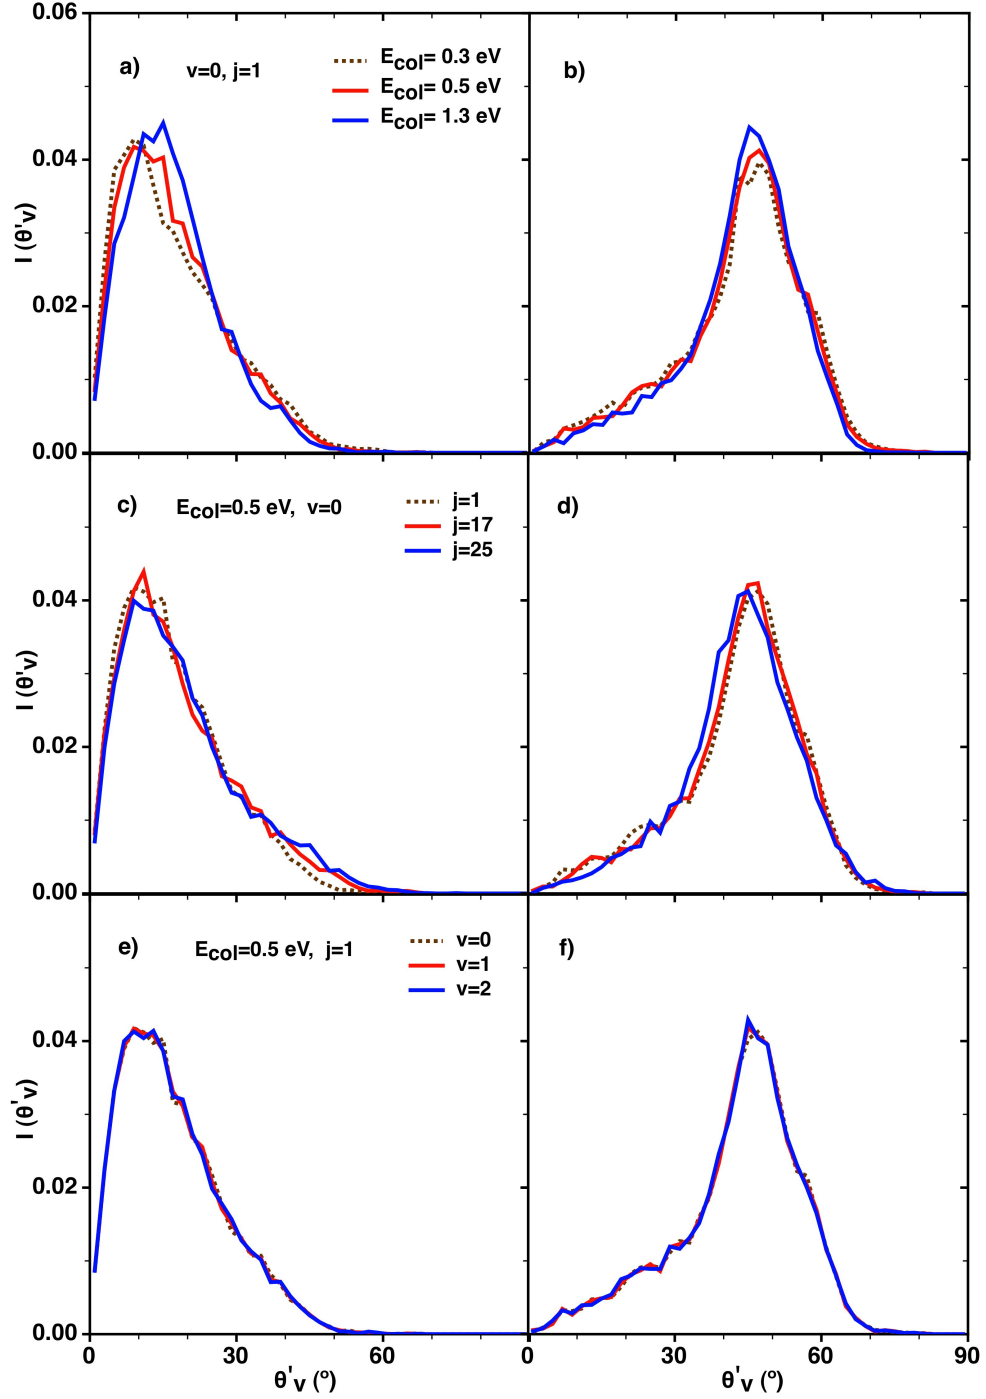 0.06
a)
v=0, j=1
Ecol= 0.3 eV
Ecol= 0.5 eV
Ecol= 1.3 eV
b)
0.04
I (θ'v)
0.02
0.00
c)
Ecol=0.5 eV, v=0
j=1
j=17
j=25
d)
0.04
I (θ'v)
0.02
0.00
e)
Ecol=0.5 eV, j=1
v=0
v=1
v=2
f)
0.04
I (θ'v)
0.02
0.00
0 30 60 30 60 90
θ'v (º) θ'v (º)